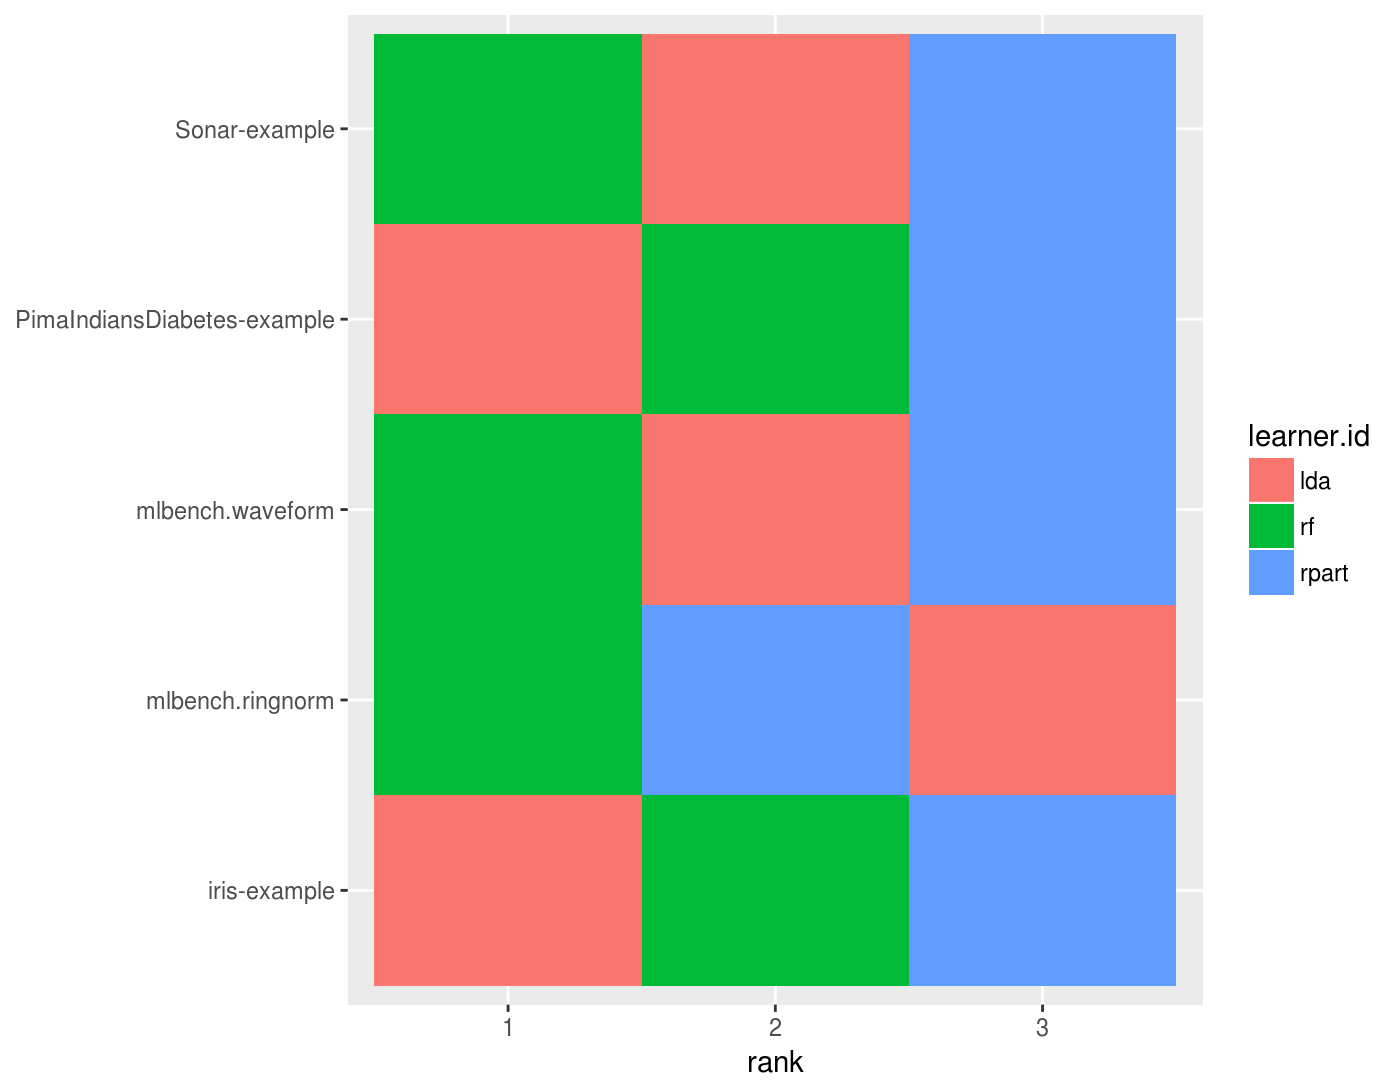 Sonar-example
PimaIndiansDiabetes-example
mlbench.waveform
mlbench.ringnorm
iris-example
1 2 3
rank
learner.id
lda
rf
rpart